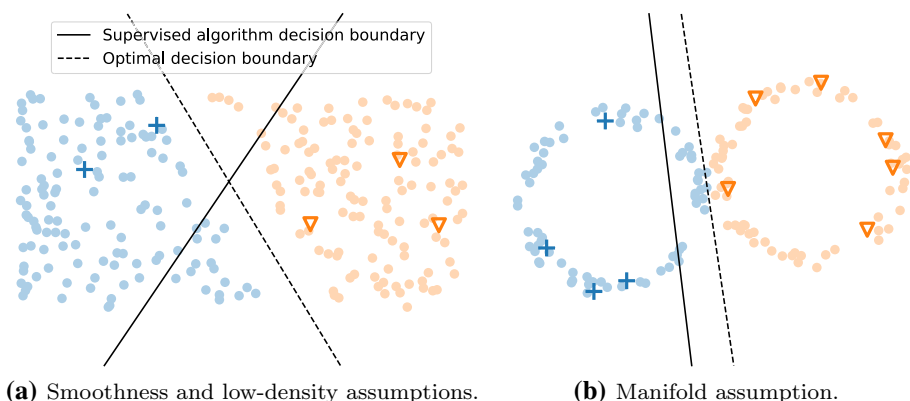 Supervised algorithm decision boundary
Optimal decision boundary
(a) Smoothness and low-density assumptions.
(b) Manifold assumption.